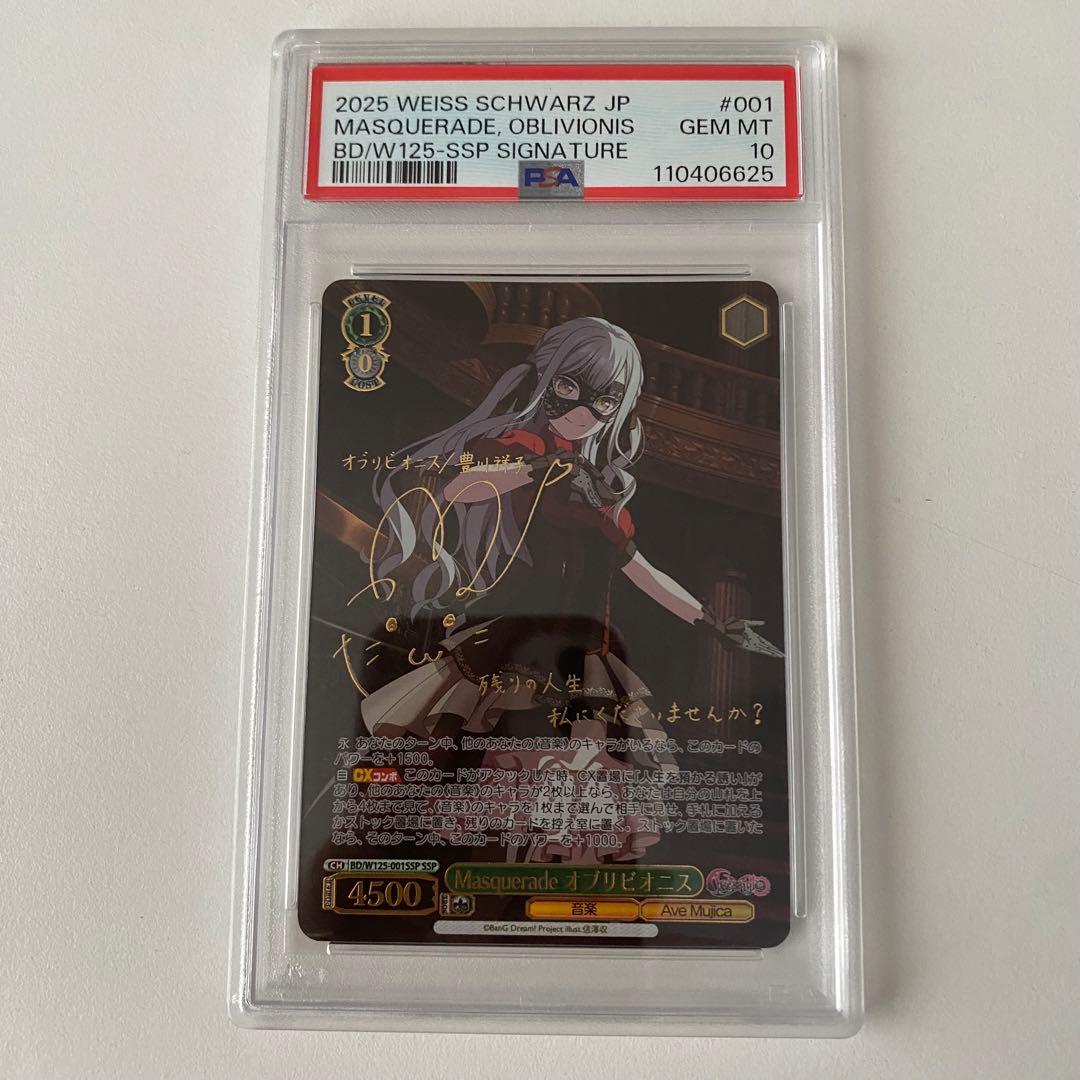 2025 WEISS SCHWARZ JP #001
MASQUERADE, OBLIVIONIS GEM MT
BD/W125-SSP SIGNATURE 10
PSA 110406625
LEVEL
1
0
COST
オブリビオニス/豊川祥子
残りの人生
私にくださいませんか?
永 あなたのターン中、他のあなたの《音楽》のキャラがいるなら、このカードの
パワーを+1500。
自 CXコンボ このカードがアタックした時、CX置場に「人生を預かる誘い」が
あり、他のあなたの《音楽》のキャラが2枚以上なら、あなたは自分の山札を上
から4枚まで見て、《音楽》のキャラを1枚まで選んで相手に見せ、手札に加える
かストック置場に置き、残りのカードを控え室に置く。ストック置場に置いた
なら、そのターン中、このカードのパワーを+1000。
CH BD/W125-001SSP SSP
4500 Masquerade オブリビオニス
音楽 Ave Mujica
©BanG Dream! Project illust.信澤収